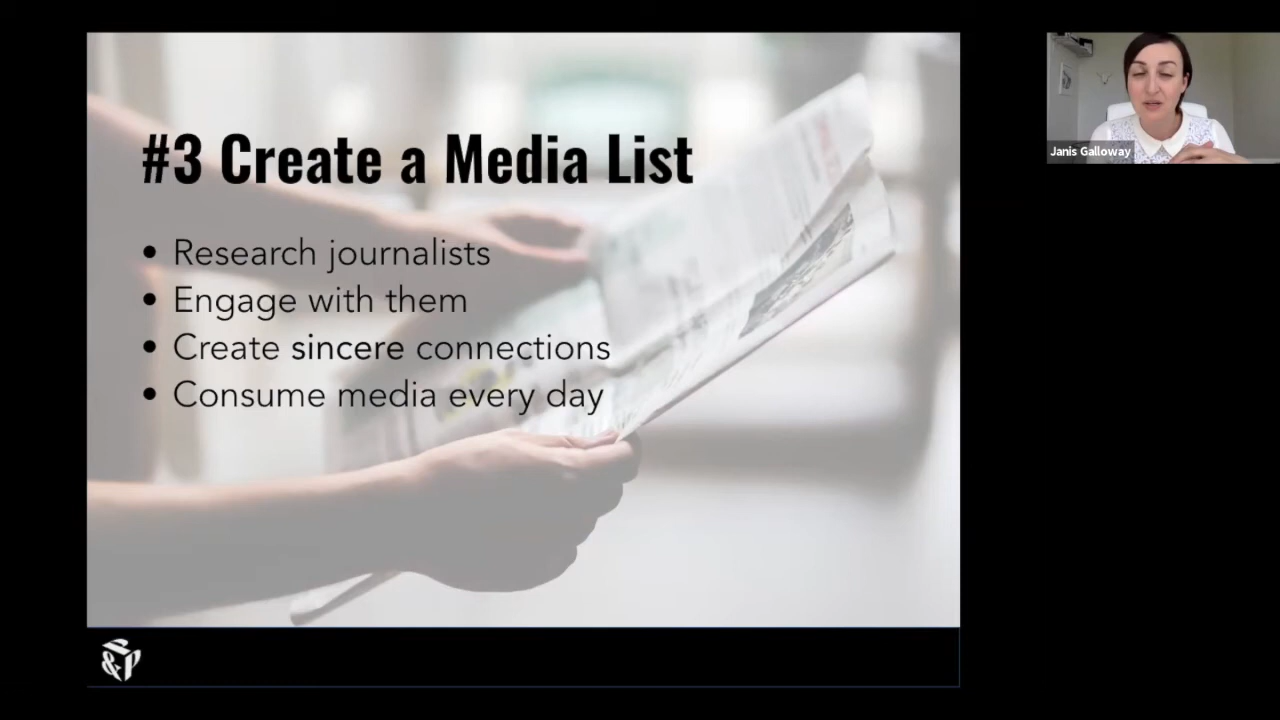 #3 Create a Media List
• Research journalists
• Engage with them
• Create sincere connections
• Consume media every day
Janis Galloway
&P